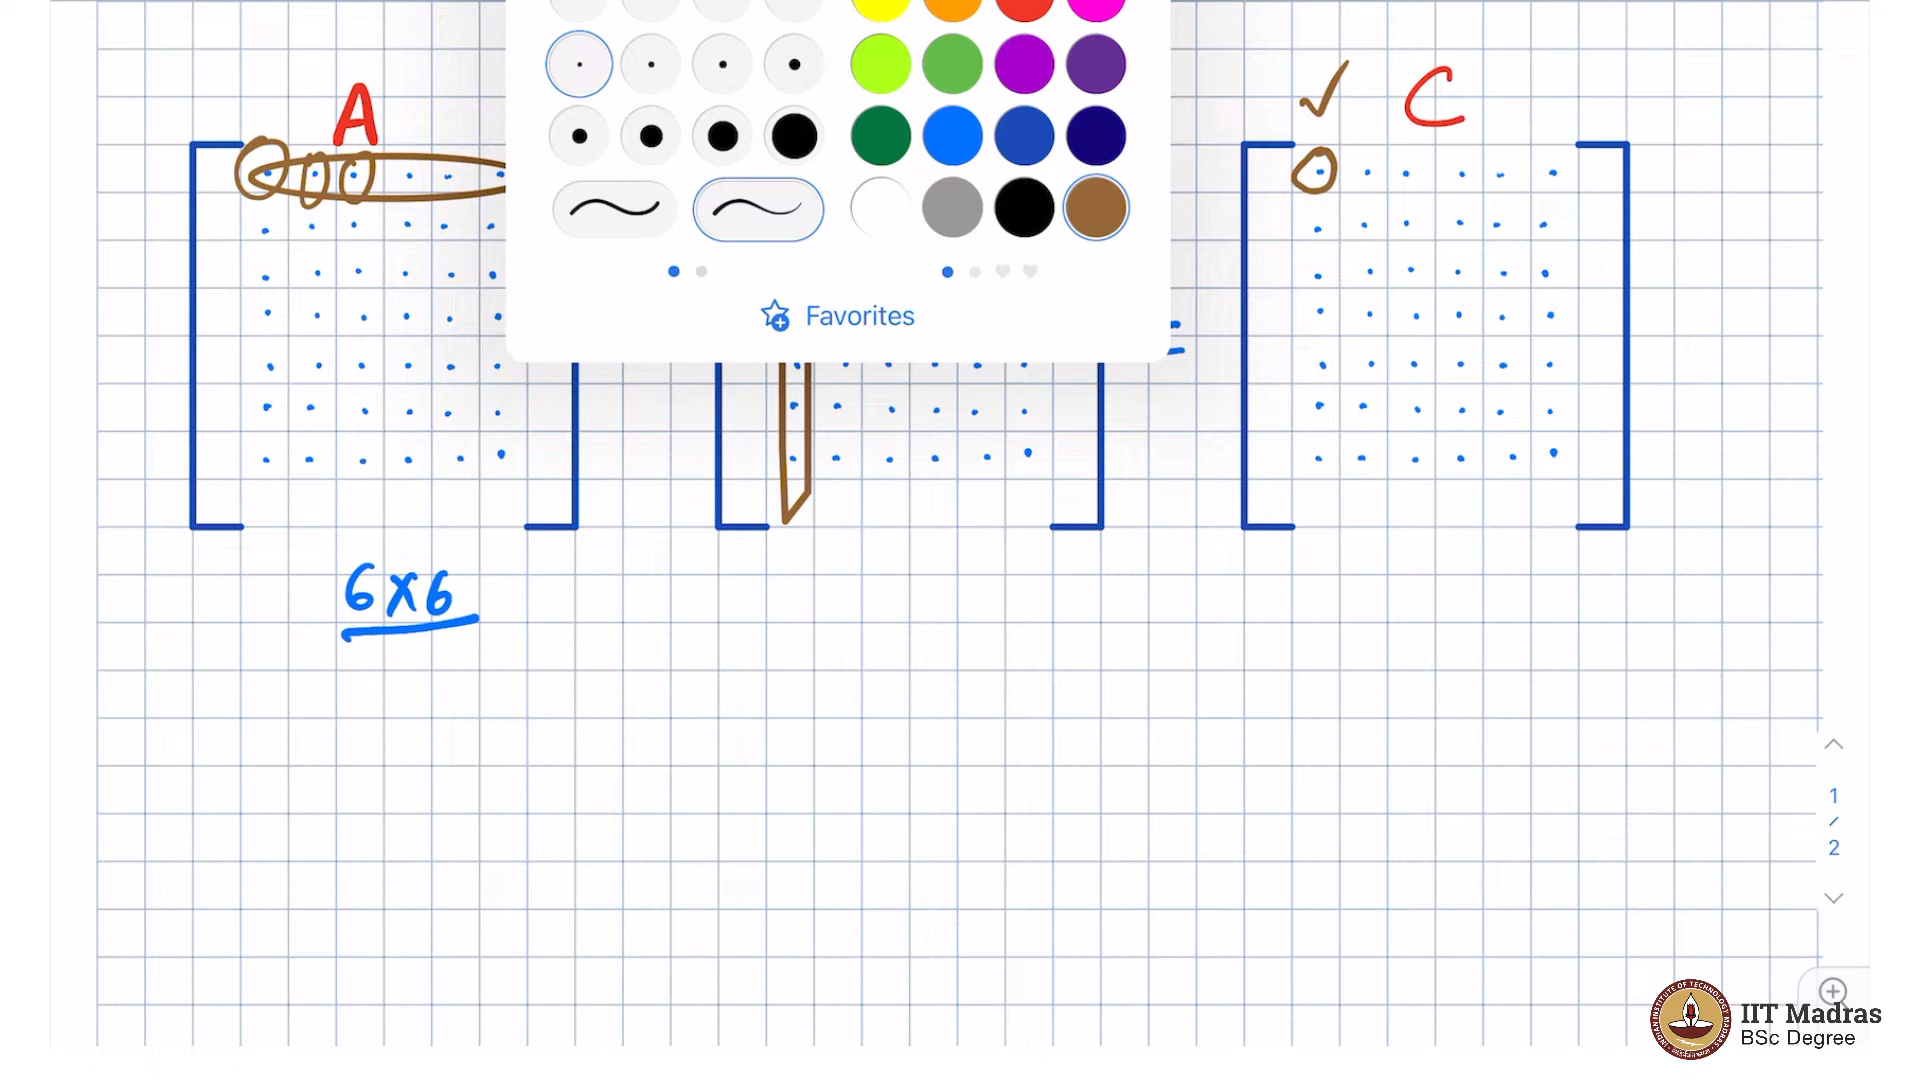 A
C
Favorites
=
6x6
1
/
2
IIT Madras
BSc Degree